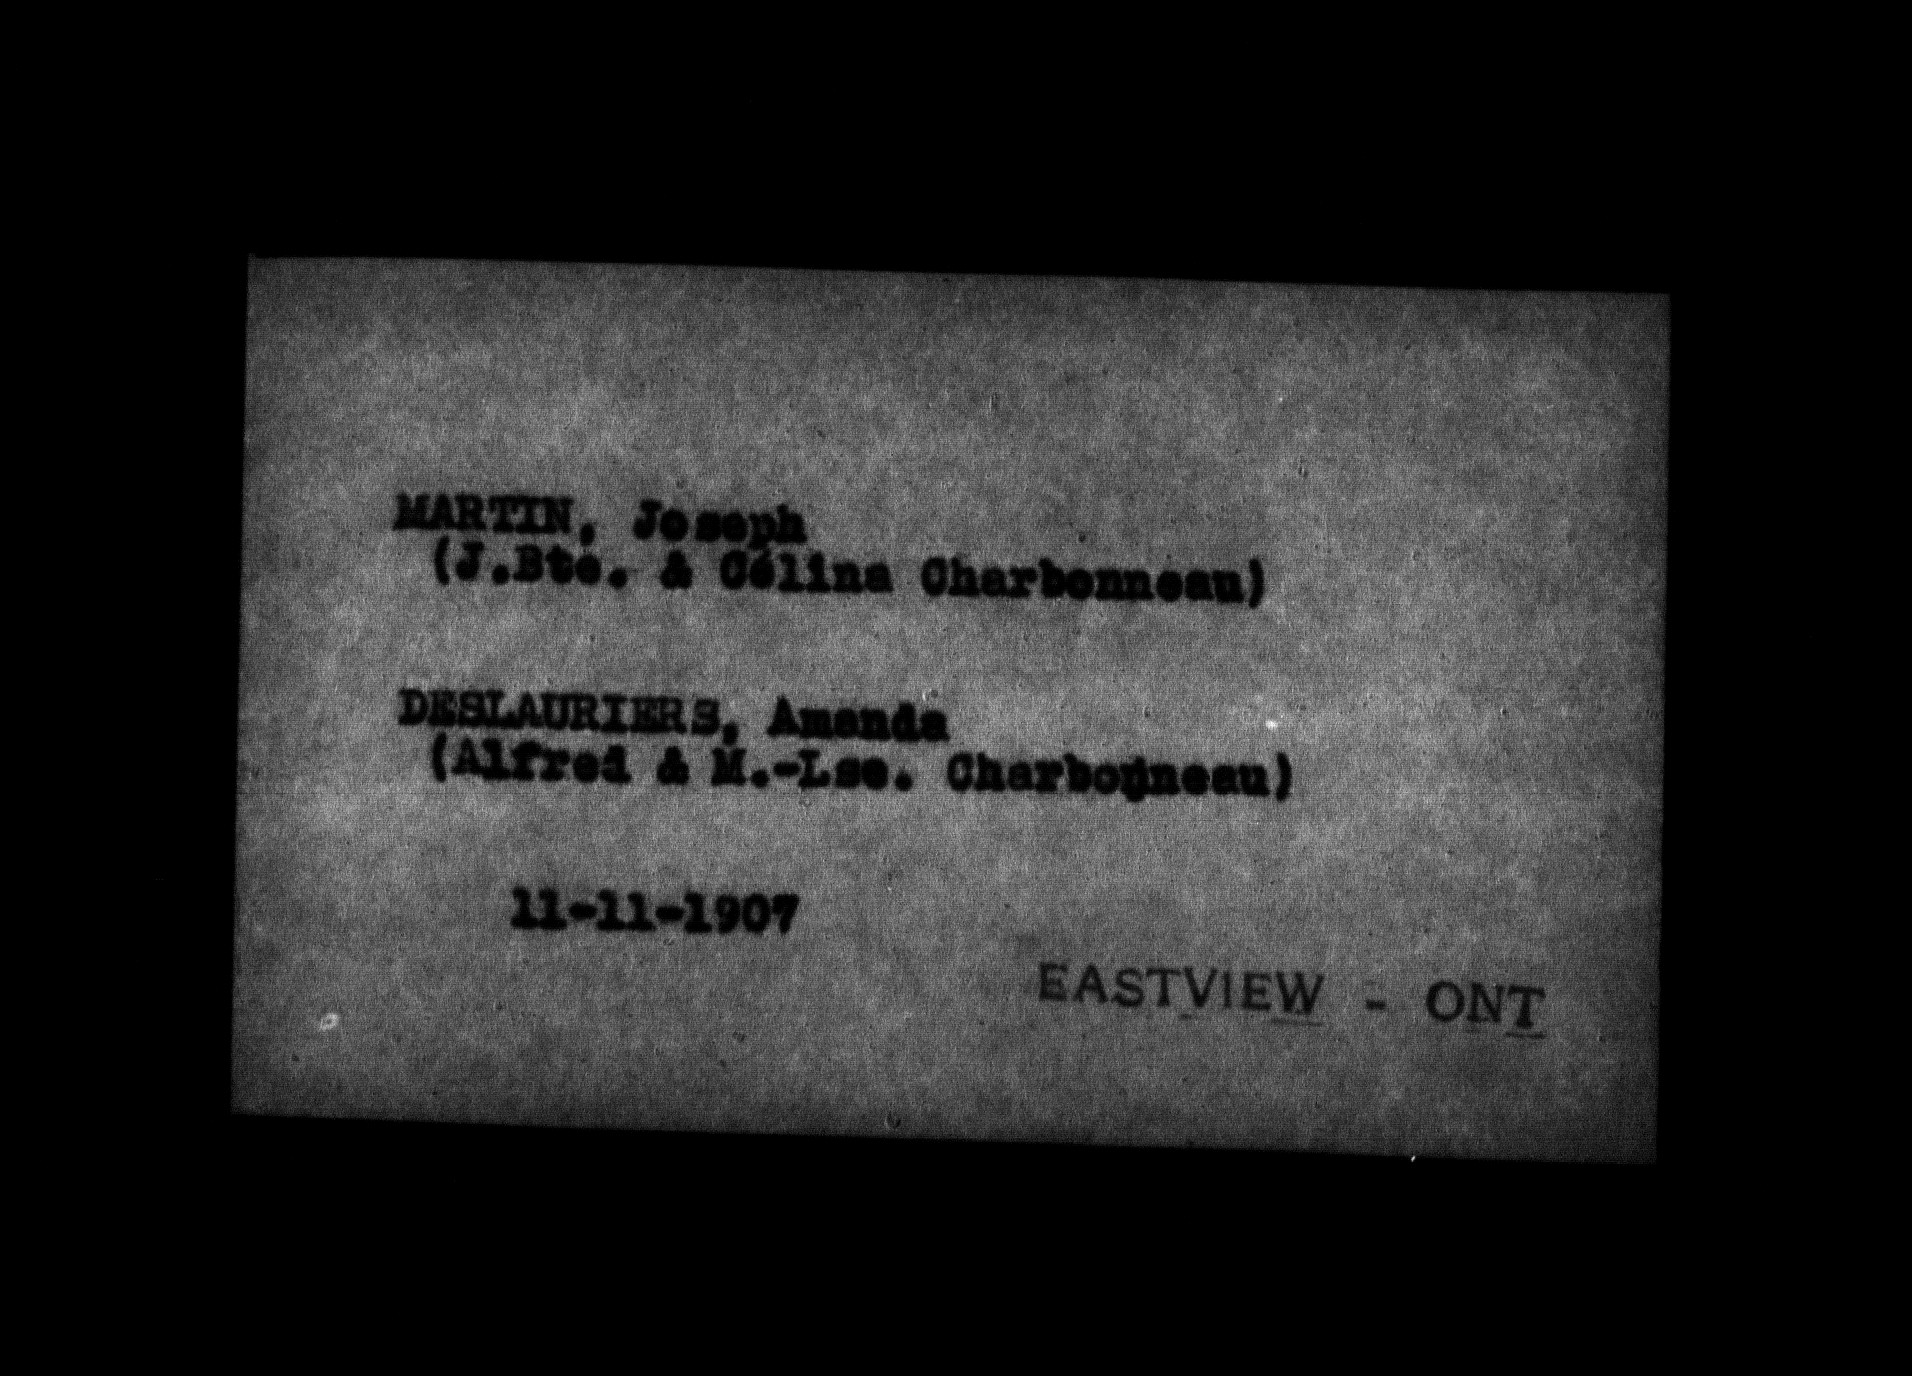 MARTIN, Joseph
(J.Bte. & Célina Charbonneau)
DESLAURIERS, Amanda
(Alfred & M.-Lse. Charbonneau)
11-11-1907
EASTVIEW - ONT